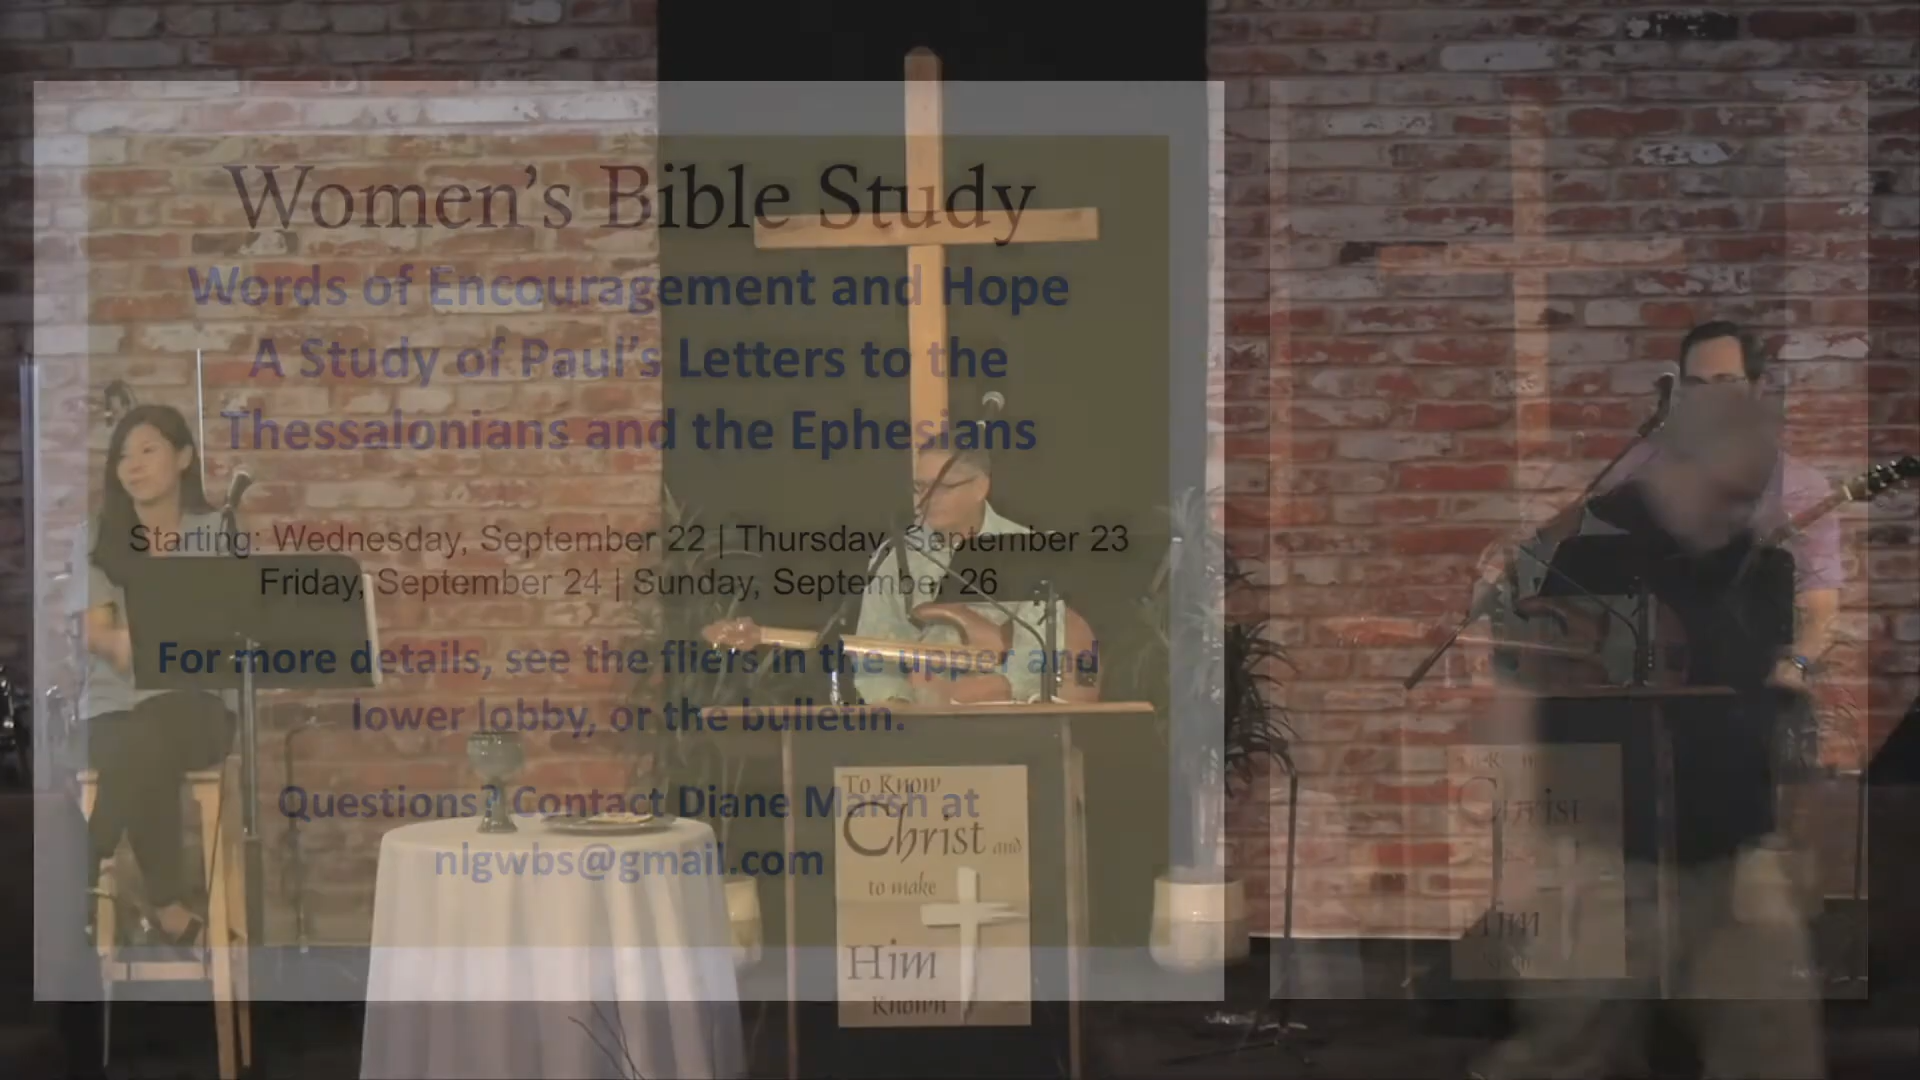 Women's Bible Study
Words of Encouragement and Hope
A Study of Paul's Letters to the
Thessalonians and the Ephesians
Starting: Wednesday, September 22 | Thursday, September 23
Friday, September 24 | Sunday, September 26
For more details, see the fliers in the upper and
lower lobby, or the bulletin.
Questions? Contact Diane Marsh at
nlgwbs@gmail.com
To Know
Christ and
to make
Him
Known
Christ
Him